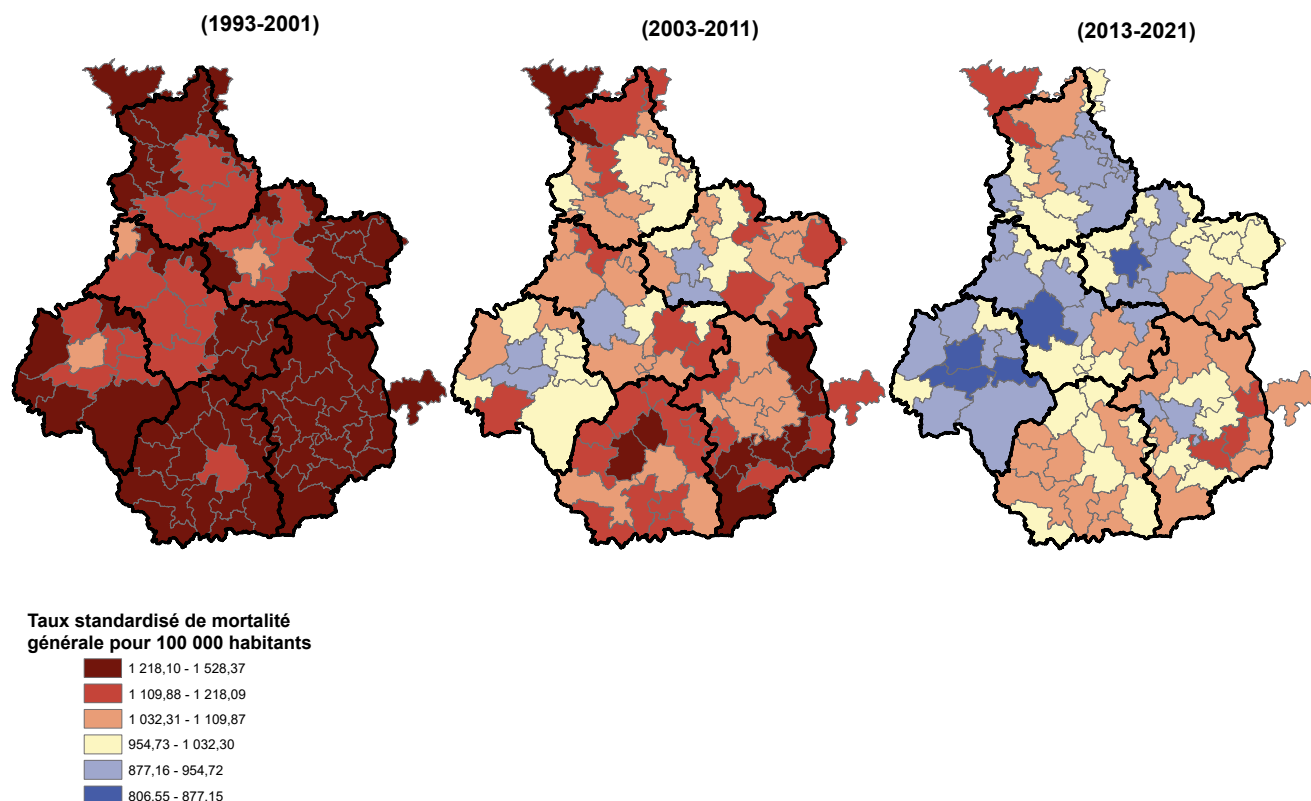 (1993-2001)
(2003-2011)
(2013-2021)
Taux standardisé de mortalité
générale pour 100 000 habitants
1 218,10 - 1 528,37
1 109,88 - 1 218,09
1 032,31 - 1 109,87
954,73 - 1 032,30
877,16 - 954,72
806,55 - 877,15